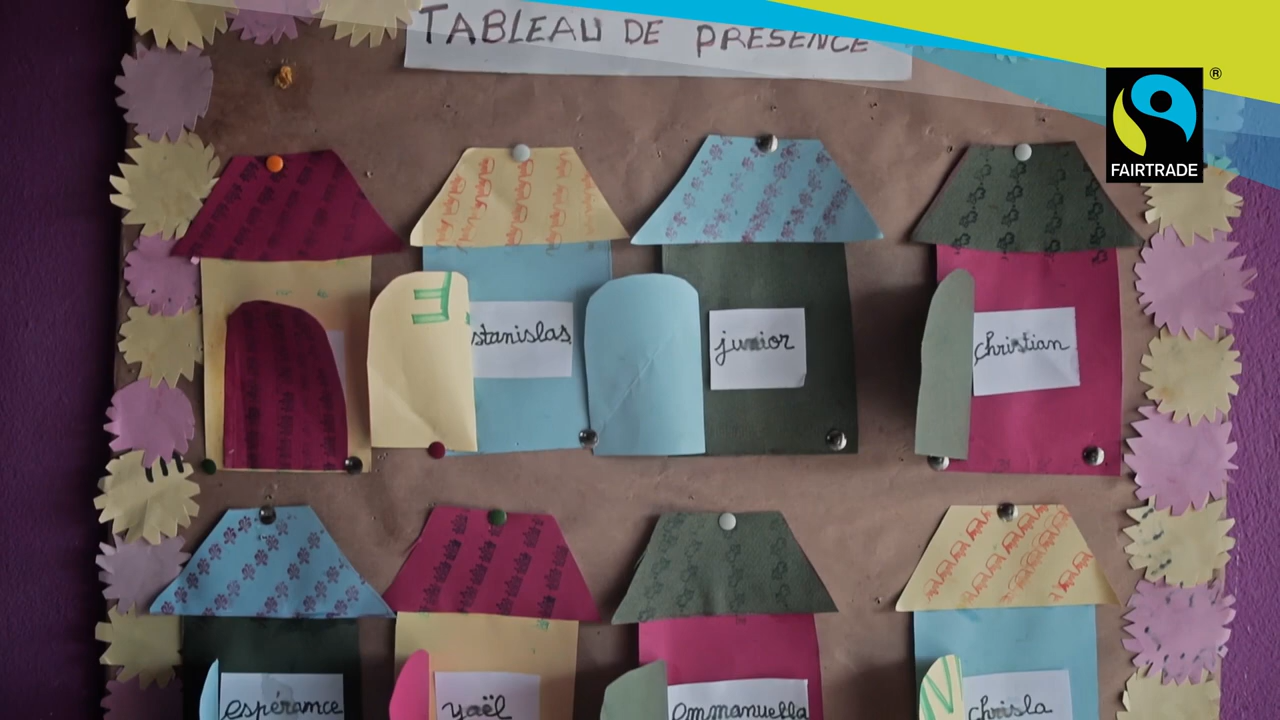 TABLEAU DE PRESENCE
FAIRTRADE
®
stanislas
junior
christian
espérance
yaël
emmanuella
chrisla